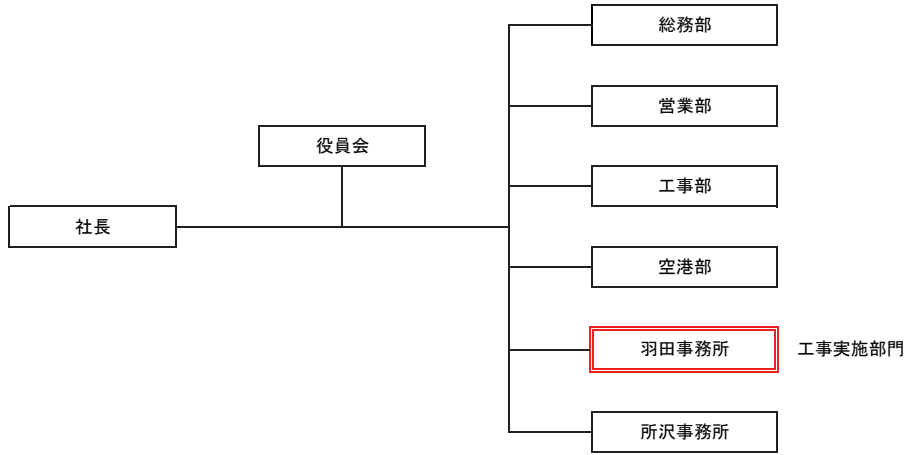 総務部
営業部
役員会
工事部
社長
空港部
羽田事務所 工事実施部門
所沢事務所